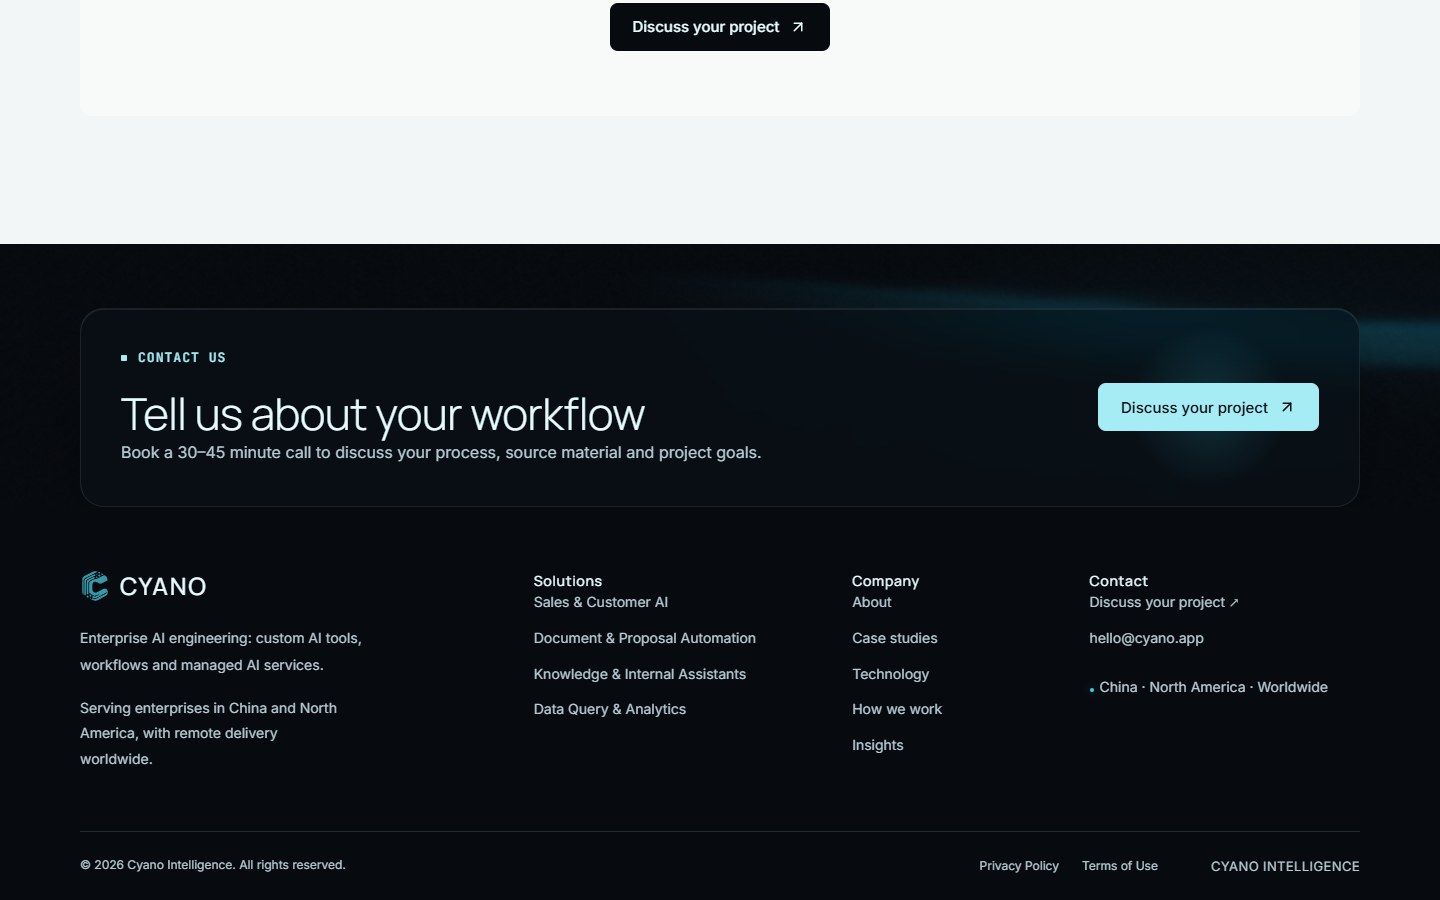 Discuss your project
CONTACT US
Tell us about your workflow
Book a 30–45 minute call to discuss your process, source material and project goals.
Discuss your project
CYANO
Enterprise AI engineering: custom AI tools,
workflows and managed AI services.
Serving enterprises in China and North
America, with remote delivery
worldwide.
Solutions
Sales & Customer AI
Document & Proposal Automation
Knowledge & Internal Assistants
Data Query & Analytics
Company
About
Case studies
Technology
How we work
Insights
Contact
Discuss your project ↗
hello@cyano.app
China · North America · Worldwide
© 2026 Cyano Intelligence. All rights reserved.
Privacy Policy
Terms of Use
CYANO INTELLIGENCE